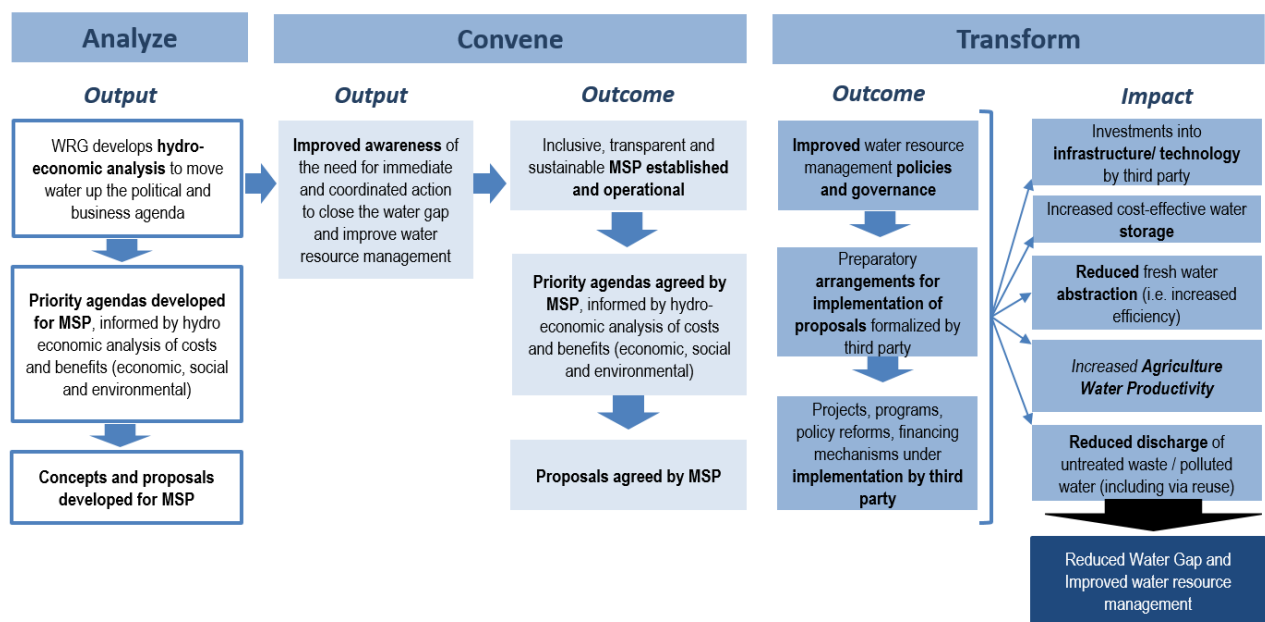 Analyze
Convene
Transform
Output
Output
Outcome
Outcome
Impact
WRG develops hydro-
economic analysis to move
water up the political and
business agenda
Priority agendas developed
for MSP, informed by hydro
economic analysis of costs
and benefits (economic, social
and environmental)
Concepts and proposals
developed for MSP
Improved awareness of
the need for immediate
and coordinated action
to close the water gap
and improve water
resource management
Inclusive, transparent and
sustainable MSP established
and operational
Priority agendas agreed by
MSP, informed by hydro-
economic analysis of costs
and benefits (economic, social
and environmental)
Proposals agreed by MSP
Improved water resource
management policies
and governance
Preparatory
arrangements for
implementation of
proposals formalized by
third party
Projects, programs,
policy reforms, financing
mechanisms under
implementation by third
party
Investments into
infrastructure/ technology
by third party
Increased cost-effective water
storage
Reduced fresh water
abstraction (i.e. increased
efficiency)
Increased Agriculture
Water Productivity
Reduced discharge of
untreated waste / polluted
water (including via reuse)
Reduced Water Gap and
Improved water resource
management